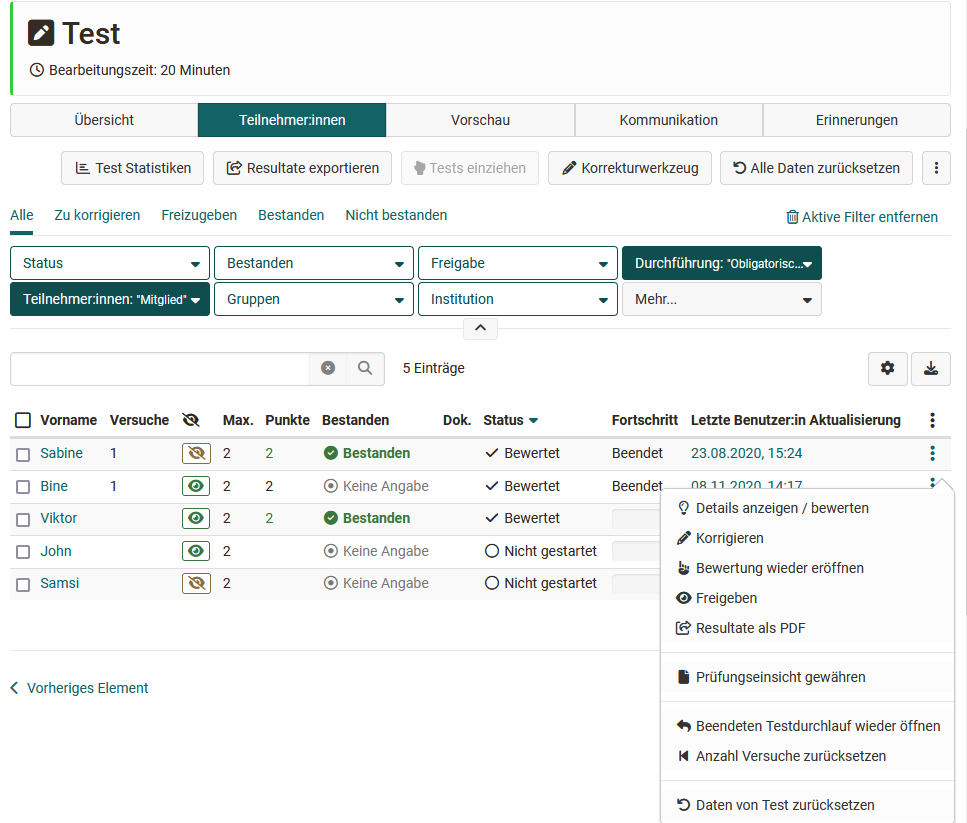 Test
Bearbeitungszeit: 20 Minuten
Übersicht Teilnehmer:innen Vorschau Kommunikation Erinnerungen
Test Statistiken Resultate exportieren Tests einziehen Korrekturwerkzeug Alle Daten zurücksetzen
Alle Zu korrigieren Freizugeben Bestanden Nicht bestanden Aktive Filter entfernen
Status Bestanden Freigabe Durchführung: "Obligatorisc...
Teilnehmer:innen: "Mitglied" Gruppen Institution Mehr...
5 Einträge
Vorname Versuche Max. Punkte Bestanden Dok. Status Fortschritt Letzte Benutzer:in Aktualisierung
Sabine 1 2 2 Bestanden Bewertet Beendet 23.08.2020, 15:24
Bine 1 2 2 Keine Angabe Bewertet Beendet 08.11.2020, 14:17
Viktor 2 2 Bestanden Bewertet
John 2 Keine Angabe Nicht gestartet
Samsi 2 Keine Angabe Nicht gestartet
Details anzeigen / bewerten
Korrigieren
Bewertung wieder eröffnen
Freigeben
Resultate als PDF
Prüfungseinsicht gewähren
Beendeten Testdurchlauf wieder öffnen
Anzahl Versuche zurücksetzen
Daten von Test zurücksetzen
Vorheriges Element